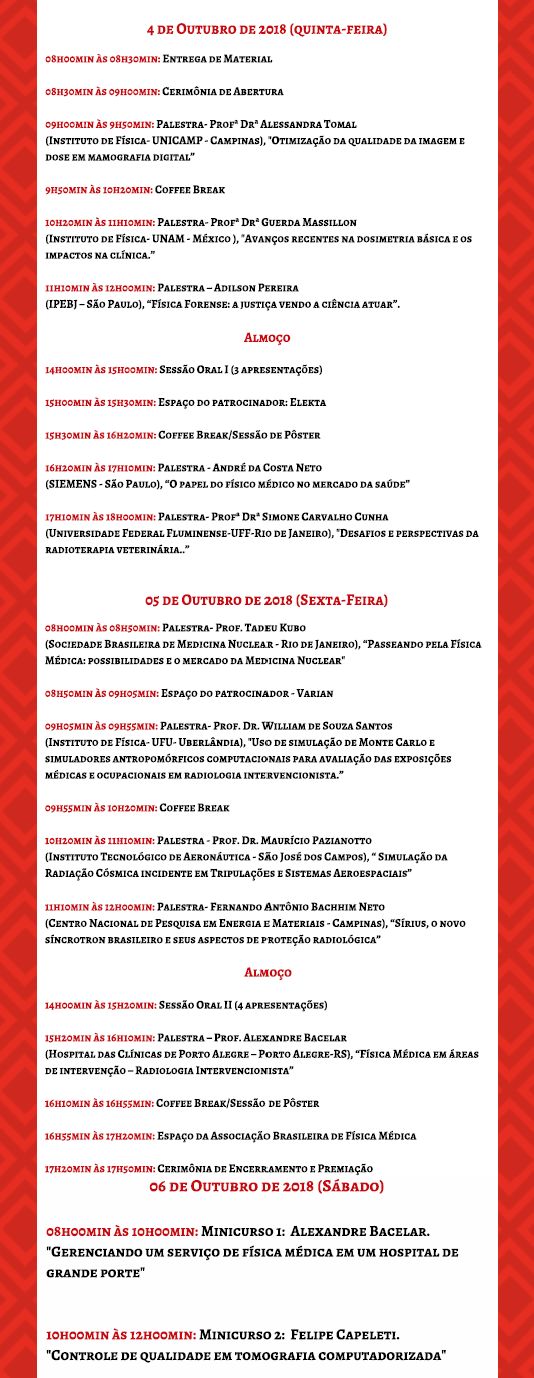 4 de Outubro de 2018 (quinta-feira)
08h00min às 08h30min: Entrega de Material
08h30min às 09h00min: Cerimônia de Abertura
09h00min às 9h50min: Palestra- Profª Drª Alessandra Tomal
(Instituto de Física- UNICAMP - Campinas), "Otimização da qualidade da imagem e
dose em mamografia digital”
9h50min às 10h20min: Coffee Break
10h20min às 11h10min: Palestra- Profª Drª Guerda Massillon
(Instituto de Física- UNAM - México ), "Avanços recentes na dosimetria básica e os
impactos na clínica.”
11h10min às 12h00min: Palestra – Adilson Pereira
(IPEBJ – São Paulo), “Física Forense: a justiça vendo a ciência atuar”.
Almoço
14h00min às 15h00min: Sessão Oral I (3 apresentações)
15h00min às 15h30min: Espaço do patrocinador: Elekta
15h30min às 16h20min: Coffee Break/Sessão de Pôster
16h20min às 17h10min: Palestra - André da Costa Neto
(SIEMENS - São Paulo), “O papel do físico médico no mercado da saúde”
17h10min às 18h00min: Palestra- Profª Drª Simone Carvalho Cunha
(Universidade Federal Fluminense-UFF-Rio de Janeiro), "Desafios e perspectivas da
radioterapia veterinária..”
05 de Outubro de 2018 (Sexta-Feira)
08h00min às 08h50min: Palestra- Prof. Tadeu Kubo
(Sociedade Brasileira de Medicina Nuclear - Rio de Janeiro), “Passeando pela Física
Médica: possibilidades e o mercado da Medicina Nuclear"
08h50min às 09h05min: Espaço do patrocinador - Varian
09h05min às 09h55min: Palestra- Prof. Dr. William de Souza Santos
(Instituto de Física- UFU- Uberlândia), "Uso de simulação de Monte Carlo e
simuladores antropomórficos computacionais para avaliação das exposições
médicas e ocupacionais em radiologia intervencionista.”
09h55min às 10h20min: Coffee Break
10h20min às 11h10min: Palestra - Prof. Dr. Maurício Pazianotto
(Instituto Tecnológico de Aeronáutica - São José dos Campos), “ Simulação da
Radiação Cósmica incidente em Tripulações e Sistemas Aeroespaciais”
11h10min às 12h00min: Palestra- Fernando Antônio Bachhim Neto
(Centro Nacional de Pesquisa em Energia e Materiais - Campinas), “Sírius, o novo
síncrotron brasileiro e seus aspectos de proteção radiológica”
Almoço
14h00min às 15h20min: Sessão Oral II (4 apresentações)
15h20min às 16h10min: Palestra – Prof. Alexandre Bacelar
(Hospital das Clínicas de Porto Alegre – Porto Alegre-RS), “Física Médica em áreas
de intervenção – Radiologia Intervencionista”
16h10min às 16h55min: Coffee Break/Sessão de Pôster
16h55min às 17h20min: Espaço da Associação Brasileira de Física Médica
17h20min às 17h50min: Cerimônia de Encerramento e Premiação
06 de Outubro de 2018 (Sábado)
08h00min às 10h00min: Minicurso 1: Alexandre Bacelar.
"Gerenciando um serviço de física médica em um hospital de
grande porte"
10h00min às 12h00min: Minicurso 2: Felipe Capeleti.
"Controle de qualidade em tomografia computadorizada"